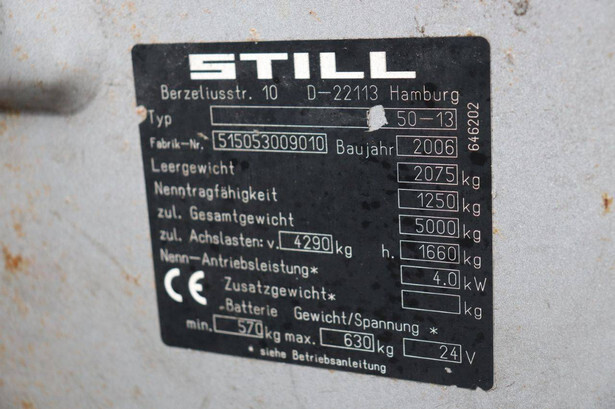 STILL
Berzeliusstr. 10 D-22113 Hamburg
Typ 50-13
646202
Fabrik-Nr. 515053009010 Baujahr 2006
Leergewicht 2075 kg
Nenntragfähigkeit 1250 kg
zul. Gesamtgewicht 5000 kg
zul. Achslasten: v. 4290 kg h. 1660 kg
Nenn-Antriebsleistung* 4.0 kW
CE Zusatzgewicht* kg
Batterie Gewicht/Spannung *
min. 570 kg max. 630 kg 24 V
* siehe Betriebsanleitung